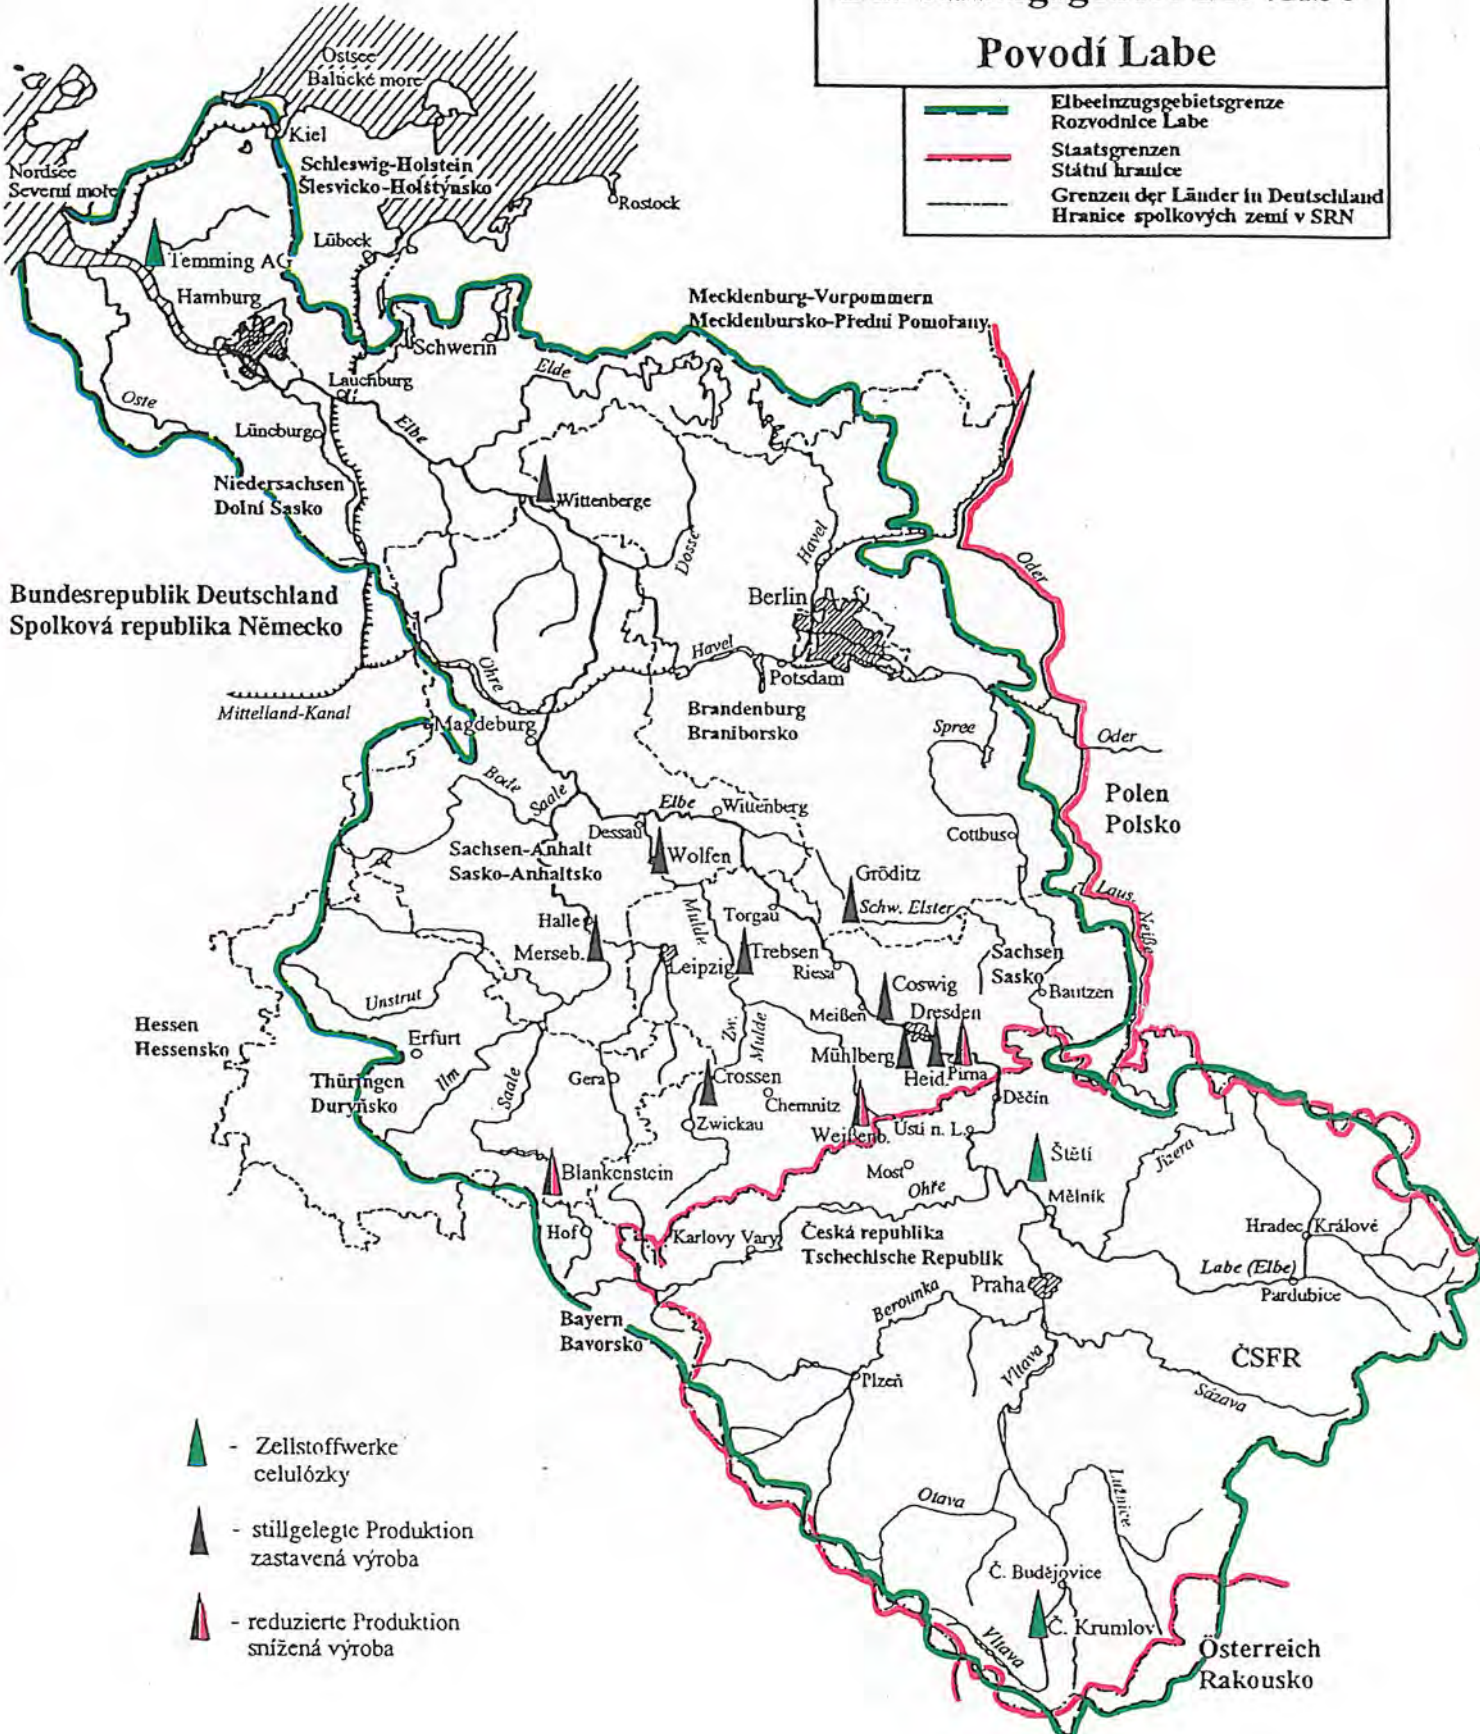 Povodí Labe
Elbeeinzugsgebietsgrenze
Rozvodnice Labe
Staatsgrenzen
Státní hranice
Grenzen der Länder in Deutschland
Hranice spolkových zemí v SRN
Ostsee
Baltické more
Kiel
Nordsee
Severní moře
Schleswig-Holstein
Šlesvicko-Holštýnsko
Rostock
Lübeck
Temming AG
Hamburg
Mecklenburg-Vorpommern
Mecklenbursko-Přední Pomořany
Schwerin
Elde
Lauenburg
Oste
Elbe
Lüneburg
Niedersachsen
Dolní Sasko
Wittenberge
Dosse
Havel
Oder
Bundesrepublik Deutschland
Spolková republika Německo
Berlin
Havel
Ohre
Potsdam
Mittelland-Kanal
Magdeburg
Brandenburg
Braniborsko
Spree
Oder
Polen
Polsko
Bode
Saale
Elbe
Wittenberg
Dessau
Cottbus
Sachsen-Anhalt
Sasko-Anhaltsko
Wolfen
Gröditz
Laus. Neiße
Schw. Elster
Mulde
Torgau
Halle
Merseb.
Leipzig
Trebsen
Riesa
Sachsen
Sasko
Coswig
Bautzen
Unstrut
Meißen
Dresden
Hessen
Hessensko
Erfurt
Zw. Mulde
Mühlberg
Heid.
Pirna
Thüringen
Duryňsko
Ilm
Saale
Gera
Crossen
Chemnitz
Děčín
Zwickau
Weißenb.
Ústí n. L.
Štětí
Jizera
Blankenstein
Most
Ohře
Mělník
Hof
Karlovy Vary
Česká republika
Tschechische Republik
Hradec Králové
Labe (Elbe)
Pardubice
Praha
Berounka
Bayern
Bavorsko
Vltava
ČSFR
Plzeň
Sázava
- Zellstoffwerke
celulózky
Otava
Lužnice
- stillgelegte Produktion
zastavená výroba
Č. Budějovice
- reduzierte Produktion
snížená výroba
Č. Krumlov
Vltava
Österreich
Rakousko